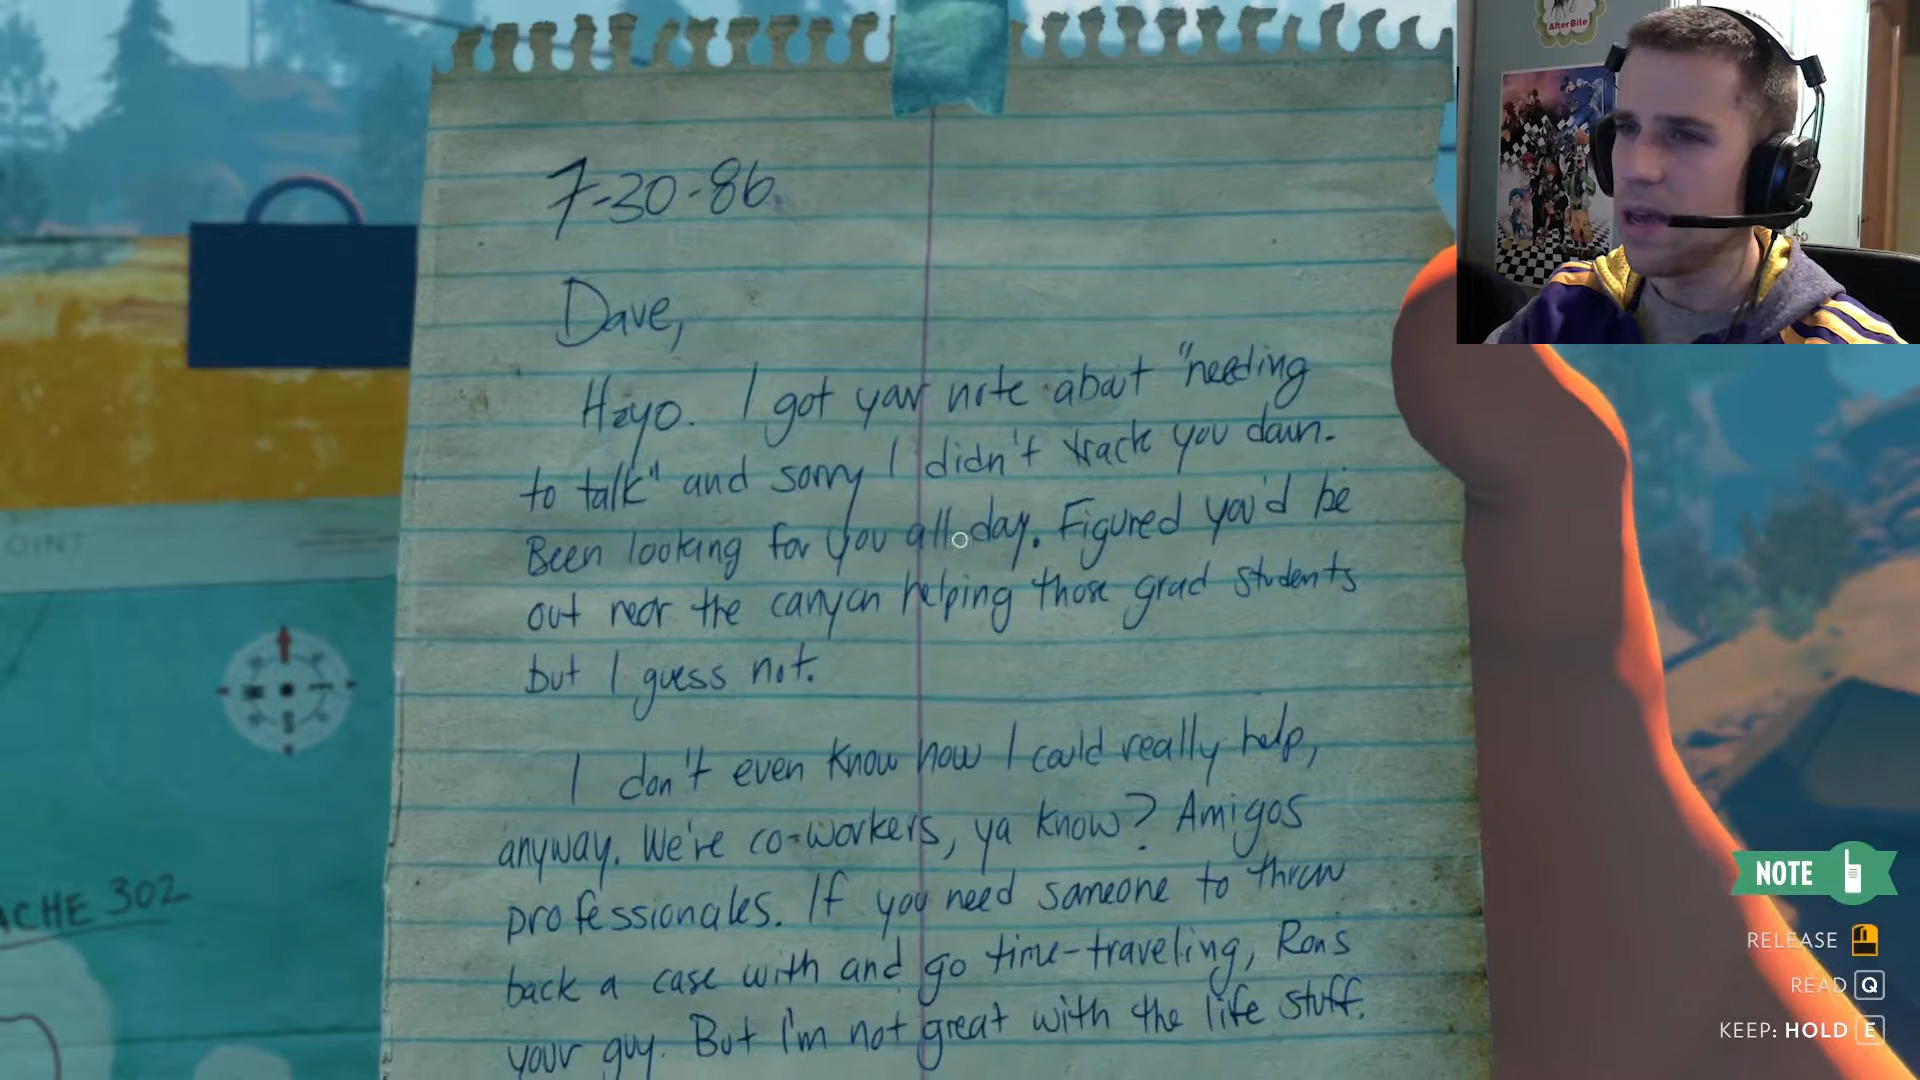 AfterBite
7-30-86
Dave,
Heyo. I got your note about "needing
to talk" and sorry I didn't track you down.
Been looking for you all day. Figured you'd be
out near the canyon helping those grad students
but I guess not.
OINT
S
I don't even know how I could really help,
anyway. We're co-workers, ya know? Amigos
professionales. If you need someone to throw
back a case with and go time-traveling, Ron's
your guy. But I'm not great with the life stuff.
ACHE 302
NOTE
RELEASE
READ Q
KEEP: HOLD E